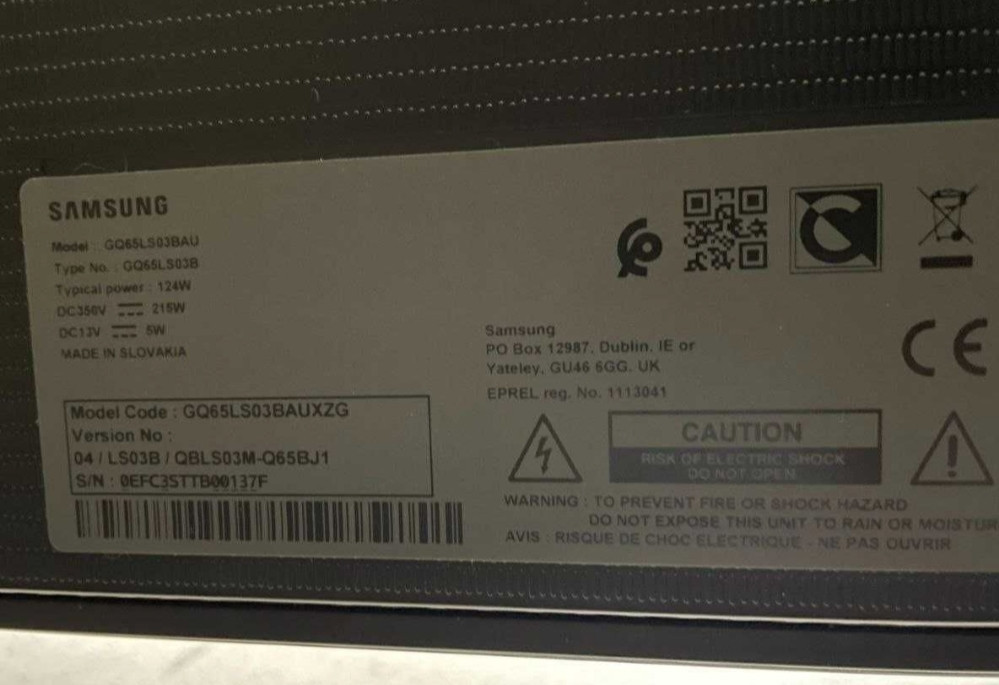 SAMSUNG
Model : GQ65LS03BAU
Type No. : GQ65LS03B
Typical power : 124W
DC350V 215W
DC13V 5W
MADE IN SLOVAKIA
Model Code : GQ65LS03BAUXZG
Version No :
04 / LS03B / QBLS03M-Q65BJ1
S/N : 0EFC3STTB00137F
Samsung
PO Box 12987, Dublin. IE or
Yateley, GU46 6GG. UK
EPREL reg. No. 1113041
CE
CAUTION
RISK OF ELECTRIC SHOCK
DO NOT OPEN
WARNING : TO PREVENT FIRE OR SHOCK HAZARD
DO NOT EXPOSE THIS UNIT TO RAIN OR MOISTUR
AVIS : RISQUE DE CHOC ELECTRIQUE - NE PAS OUVRIR